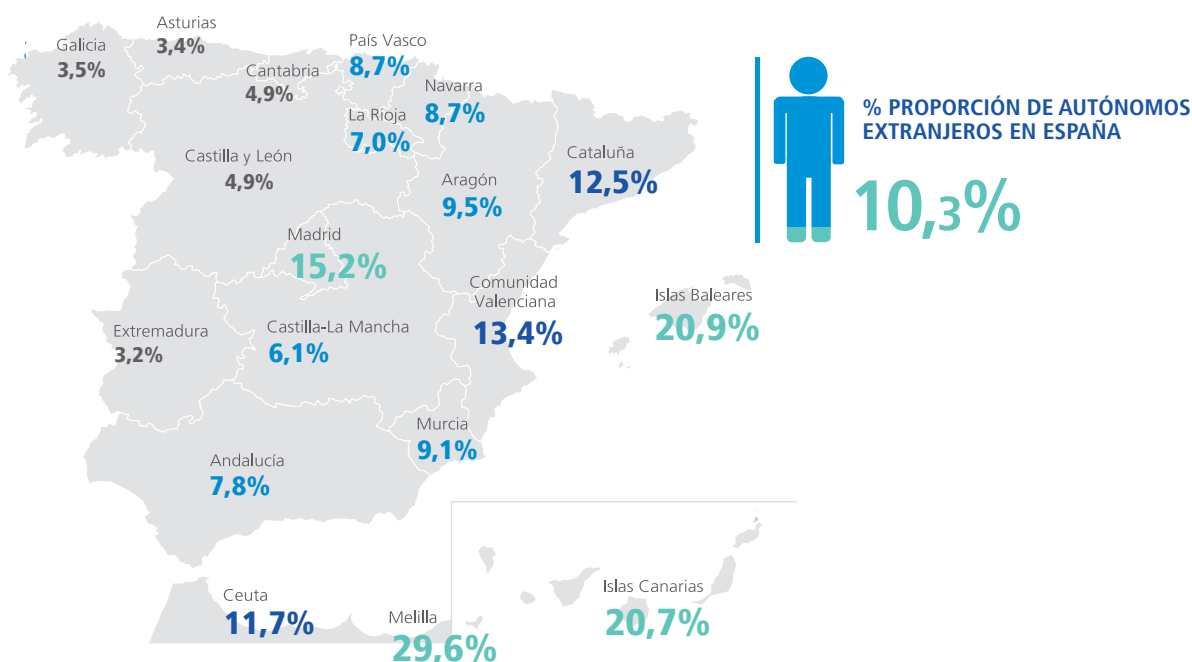 Asturias
3,4%
Galicia
3,5%
País Vasco
8,7%
Cantabria
4,9%
Navarra
8,7%
La Rioja
7,0%
% PROPORCIÓN DE AUTÓNOMOS
EXTRANJEROS EN ESPAÑA
10,3%
Castilla y León
4,9%
Cataluña
12,5%
Aragón
9,5%
Madrid
15,2%
Comunidad
Valenciana
13,4%
Islas Baleares
20,9%
Extremadura
3,2%
Castilla-La Mancha
6,1%
Murcia
9,1%
Andalucía
7,8%
Ceuta
11,7%
Melilla
29,6%
Islas Canarias
20,7%